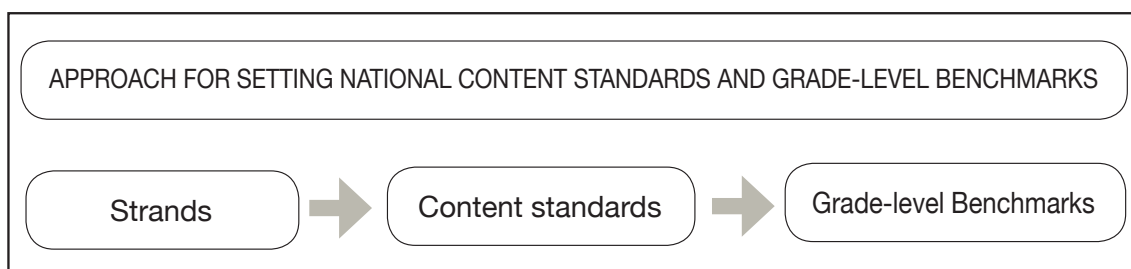 APPROACH FOR SETTING NATIONAL CONTENT STANDARDS AND GRADE-LEVEL BENCHMARKS
Strands
Content standards
Grade-level Benchmarks